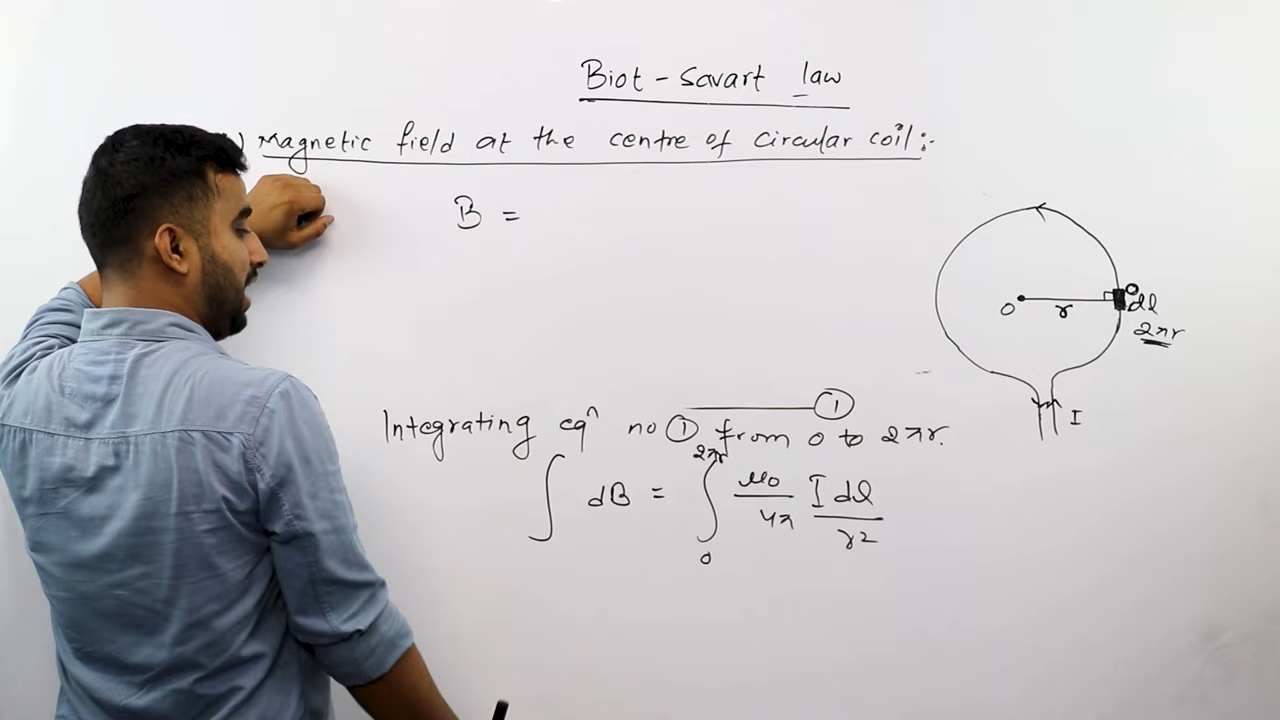 Biot - Savart law
) Magnetic field at the centre of circular coil :-
B =
O r dl
2πr
I
①
Integrating eqⁿ no ① from 0 to 2πr.
∫ dB = ∫₀^2πr μ₀/4π I dl/r²